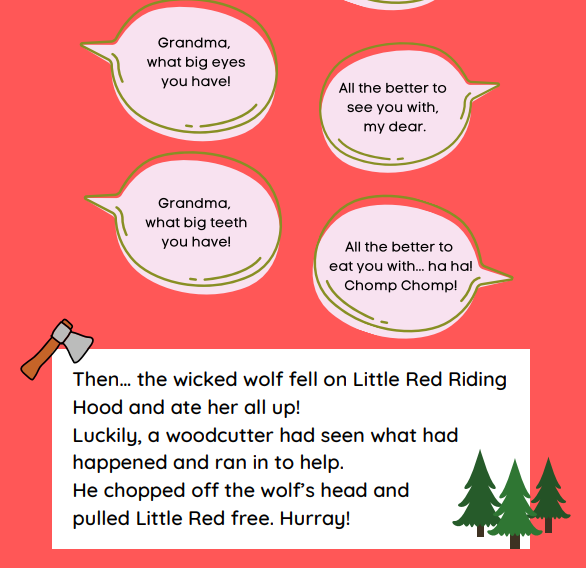 Grandma,
what big eyes
you have!
All the better to
see you with,
my dear.
Grandma,
what big teeth
you have!
All the better to
eat you with... ha ha!
Chomp Chomp!
Then... the wicked wolf fell on Little Red Riding
Hood and ate her all up!
Luckily, a woodcutter had seen what had
happened and ran in to help.
He chopped off the wolf's head and
pulled Little Red free. Hurray!